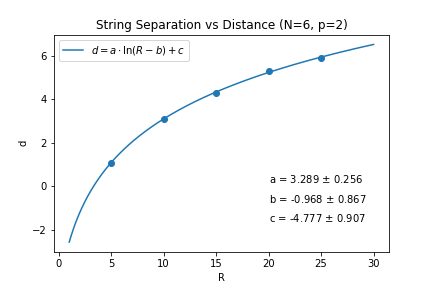 String Separation vs Distance (N=6, p=2)
d = a · ln(R − b) + c
6
4
2
0
−2
d
a = 3.289 ± 0.256
b = -0.968 ± 0.867
c = -4.777 ± 0.907
0 5 10 15 20 25 30
R